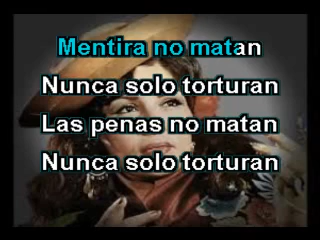 Mentira no matan
Nunca solo torturan
Las penas no matan
Nunca solo torturan